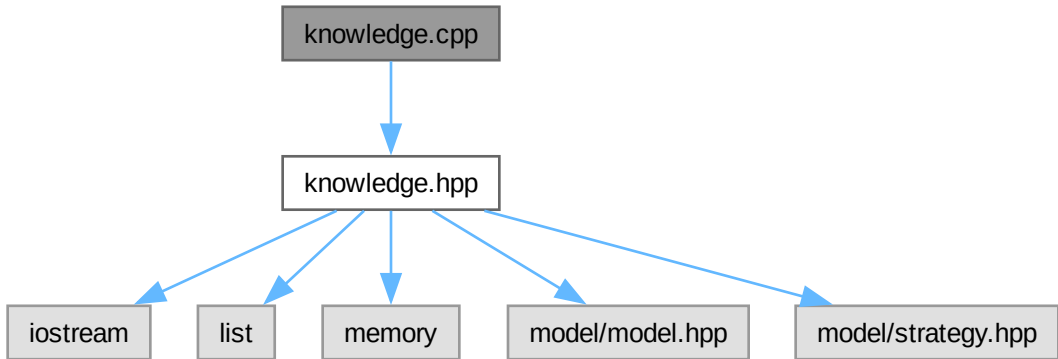 knowledge.cpp
knowledge.hpp
iostream
list
memory
model/model.hpp
model/strategy.hpp